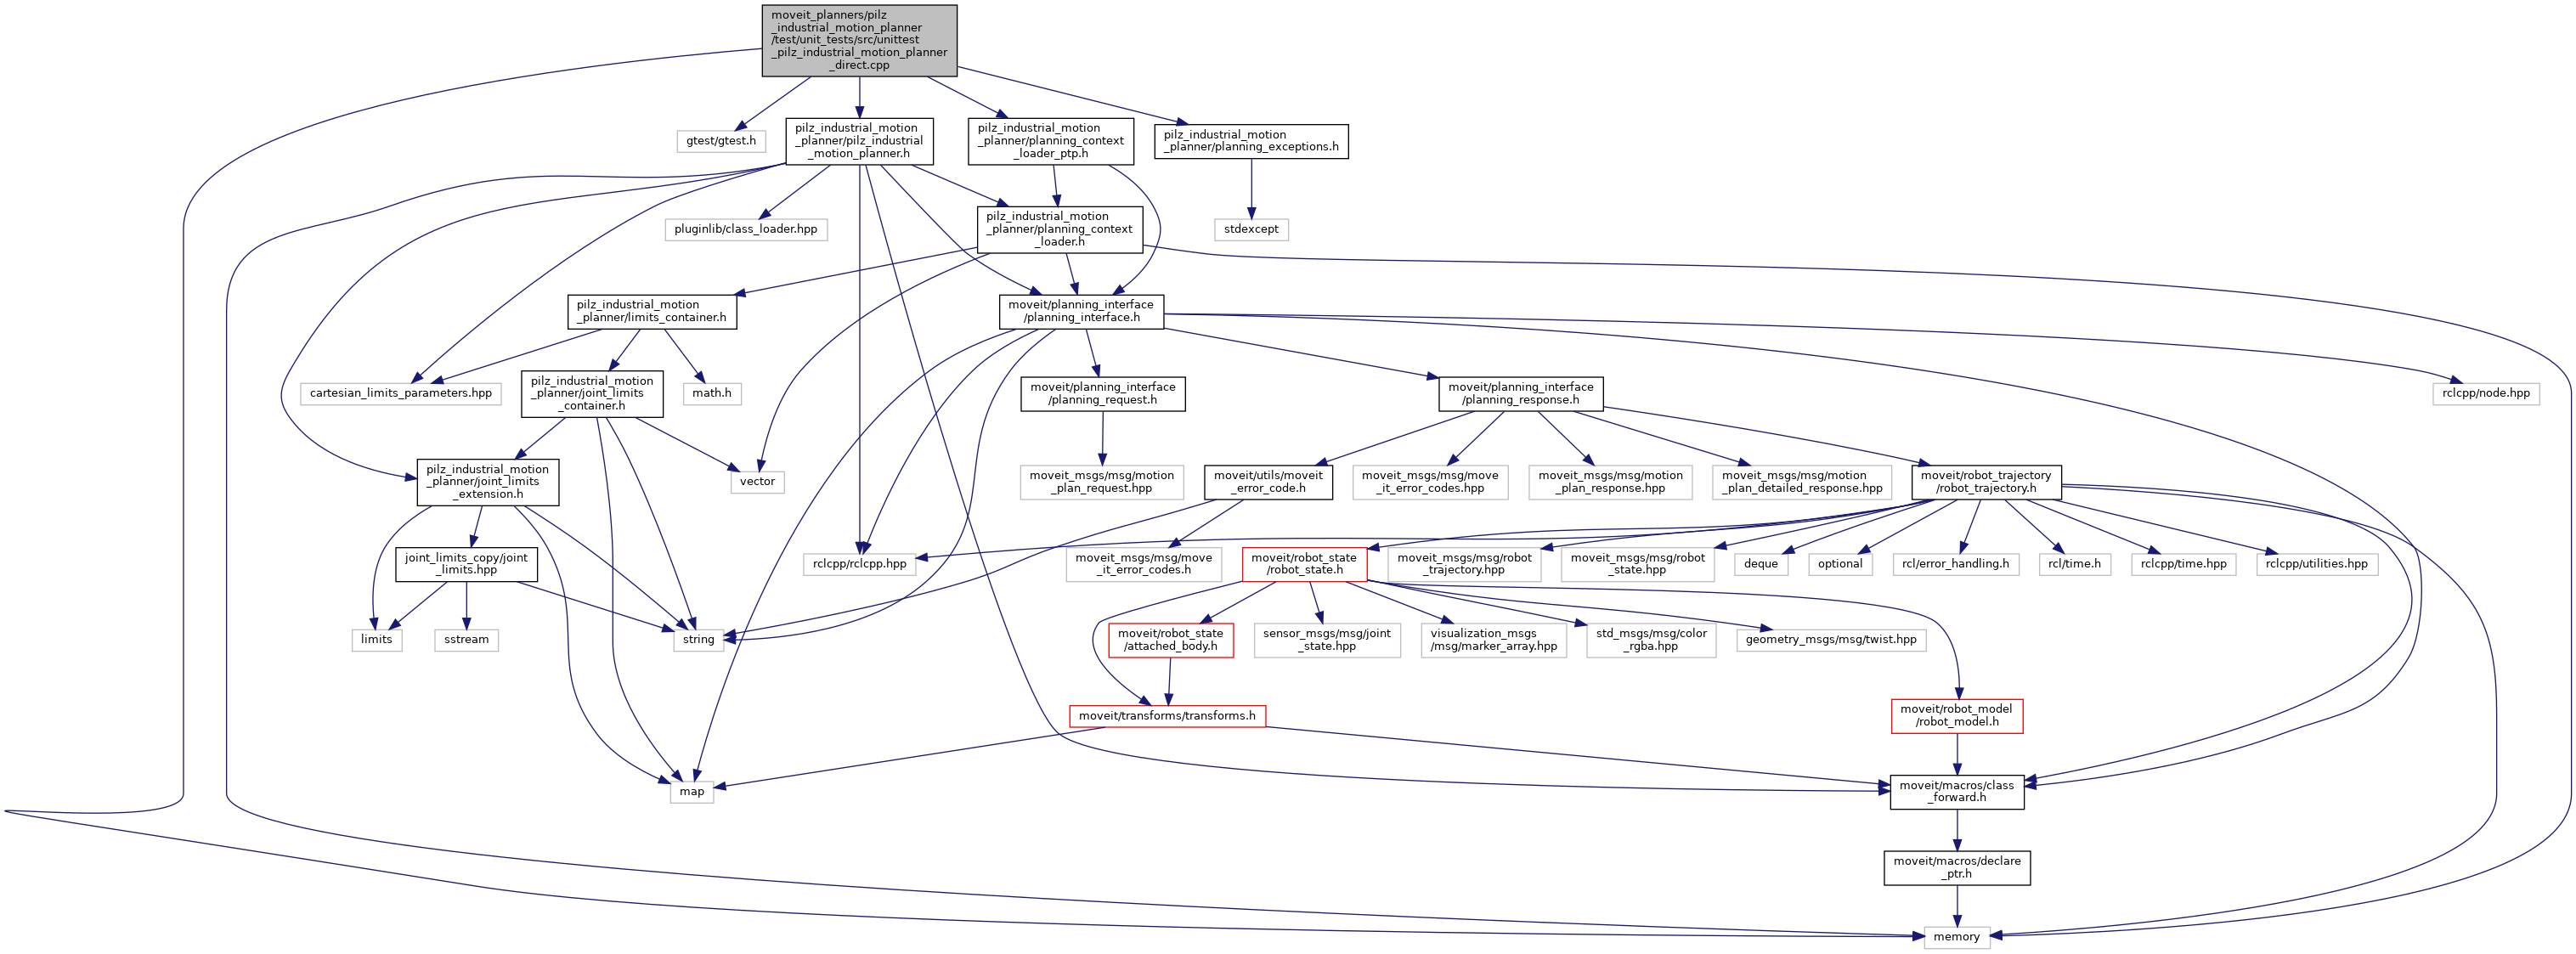 moveit_planners/pilz
_industrial_motion_planner
/test/unit_tests/src/unittest
_pilz_industrial_motion_planner
_direct.cpp
gtest/gtest.h
pilz_industrial_motion
_planner/pilz_industrial
_motion_planner.h
pilz_industrial_motion
_planner/planning_context
_loader_ptp.h
pilz_industrial_motion
_planner/planning_exceptions.h
pluginlib/class_loader.hpp
pilz_industrial_motion
_planner/planning_context
_loader.h
stdexcept
pilz_industrial_motion
_planner/limits_container.h
moveit/planning_interface
/planning_interface.h
cartesian_limits_parameters.hpp
pilz_industrial_motion
_planner/joint_limits
_container.h
math.h
moveit/planning_interface
/planning_request.h
moveit/planning_interface
/planning_response.h
rclcpp/node.hpp
pilz_industrial_motion
_planner/joint_limits
_extension.h
vector
moveit_msgs/msg/motion
_plan_request.hpp
moveit/utils/moveit
_error_code.h
moveit_msgs/msg/move
_it_error_codes.hpp
moveit_msgs/msg/motion
_plan_response.hpp
moveit_msgs/msg/motion
_plan_detailed_response.hpp
moveit/robot_trajectory
/robot_trajectory.h
joint_limits_copy/joint
_limits.hpp
rclcpp/rclcpp.hpp
moveit_msgs/msg/move
_it_error_codes.h
moveit/robot_state
/robot_state.h
moveit_msgs/msg/robot
_trajectory.hpp
moveit_msgs/msg/robot
_state.hpp
deque
optional
rcl/error_handling.h
rcl/time.h
rclcpp/time.hpp
rclcpp/utilities.hpp
limits
sstream
string
moveit/robot_state
/attached_body.h
sensor_msgs/msg/joint
_state.hpp
visualization_msgs
/msg/marker_array.hpp
std_msgs/msg/color
_rgba.hpp
geometry_msgs/msg/twist.hpp
moveit/transforms/transforms.h
moveit/robot_model
/robot_model.h
map
moveit/macros/class
_forward.h
moveit/macros/declare
_ptr.h
memory